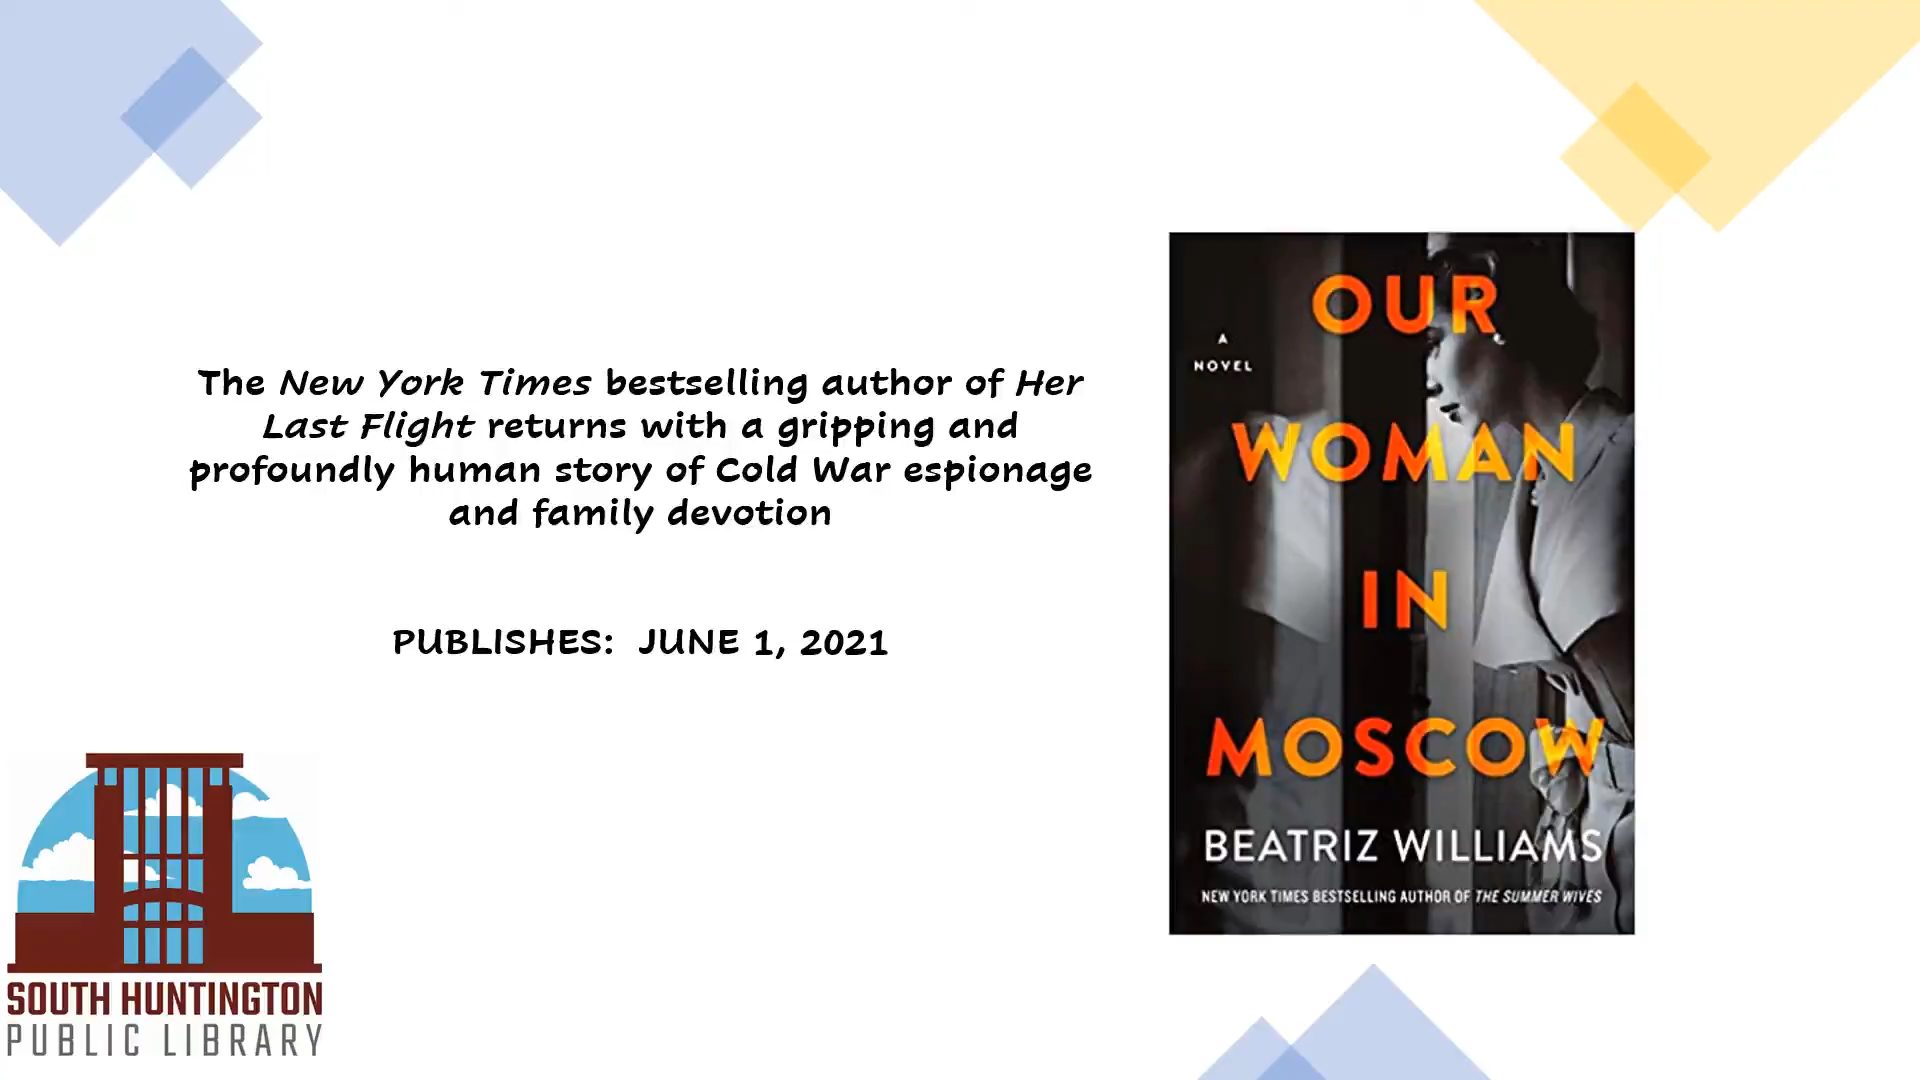 The New York Times bestselling author of Her
Last Flight returns with a gripping and
profoundly human story of Cold War espionage
and family devotion
PUBLISHES: JUNE 1, 2021
OUR
A
NOVEL
WOMAN
IN
MOSCOW
BEATRIZ WILLIAMS
NEW YORK TIMES BESTSELLING AUTHOR OF THE SUMMER WIVES
SOUTH HUNTINGTON
PUBLIC LIBRARY